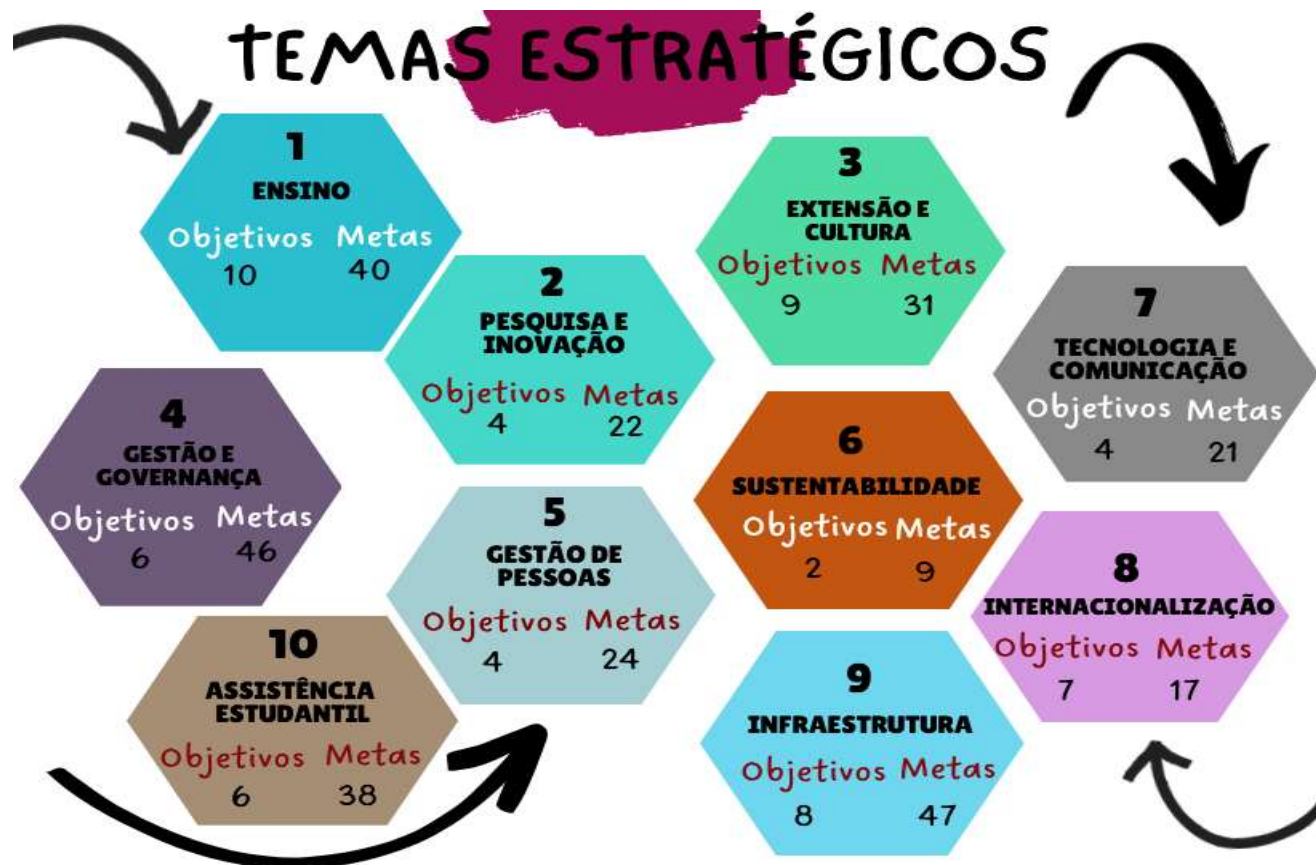 TEMAS ESTRATÉGICOS
1
ENSINO
Objetivos Metas
10 40
2
PESQUISA E
INOVAÇÃO
Objetivos Metas
4 22
3
EXTENSÃO E
CULTURA
Objetivos Metas
9 31
4
GESTÃO E
GOVERNANÇA
Objetivos Metas
6 46
5
GESTÃO DE
PESSOAS
Objetivos Metas
4 24
6
SUSTENTABILIDADE
Objetivos Metas
2 9
7
TECNOLOGIA E
COMUNICAÇÃO
Objetivos Metas
4 21
8
INTERNACIONALIZAÇÃO
Objetivos Metas
7 17
9
INFRAESTRUTURA
Objetivos Metas
8 47
10
ASSISTÊNCIA
ESTUDANTIL
Objetivos Metas
6 38